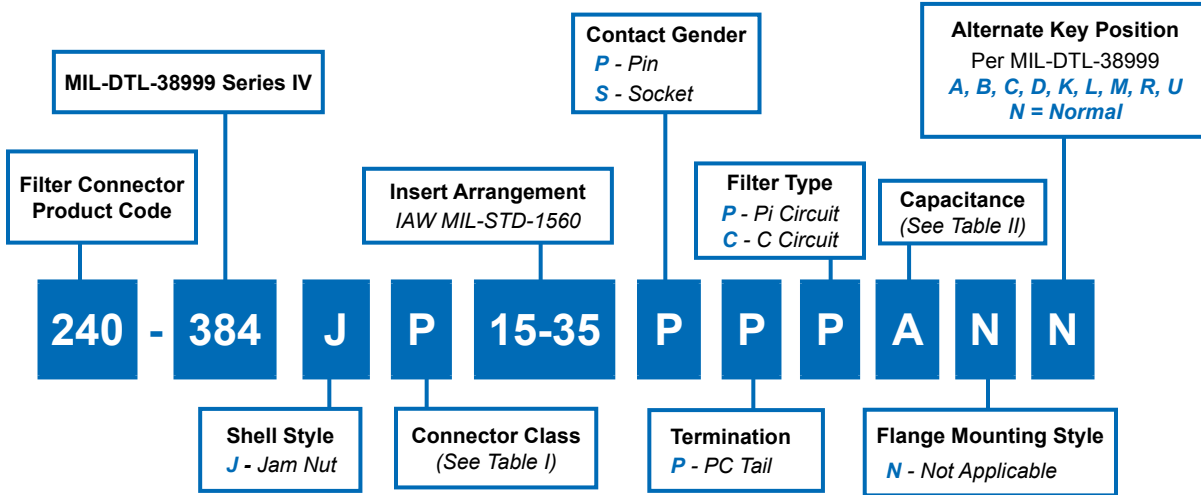 Contact Gender
P - Pin
S - Socket
Alternate Key Position
Per MIL-DTL-38999
A, B, C, D, K, L, M, R, U
N = Normal
MIL-DTL-38999 Series IV
Filter Connector
Product Code
Insert Arrangement
IAW MIL-STD-1560
Filter Type
P - Pi Circuit
C - C Circuit
Capacitance
(See Table II)
240 - 384 J P 15-35 P P P A N N
Shell Style
J - Jam Nut
Connector Class
(See Table I)
Termination
P - PC Tail
Flange Mounting Style
N - Not Applicable